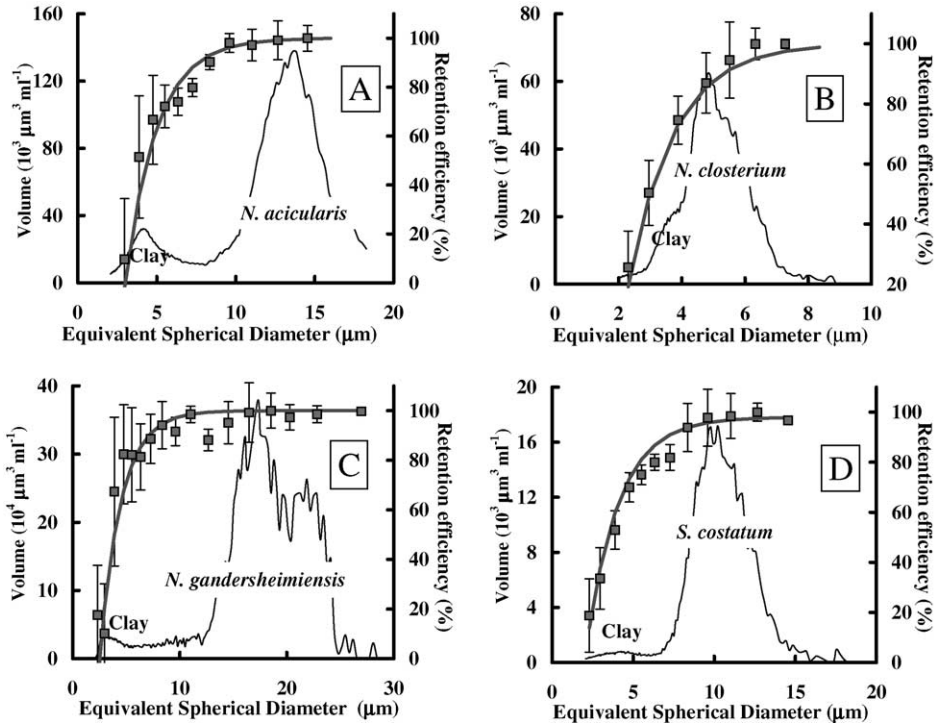 160
120
80
40
0
Volume (10³ µm³ ml⁻¹)
A
N. acicularis
Clay
100
80
60
40
20
0
Retention efficiency (%)
0 5 10 15 20
Equivalent Spherical Diameter (µm)
80
60
40
20
0
Volume (10³ µm³ µul⁻¹)
B
N. closterium
Clay
100
80
60
40
20
Retention efficiency (%)
0 2 4 6 8 10
Equivalent Spherical Diameter (µm)
40
30
20
10
0
Volume (10⁴ µm³ ml⁻¹)
C
N. gandersheimiensis
Clay
100
80
60
40
20
0
Retention efficiency (%)
0 10 20 30
Equivalent Spherical Diameter (µm)
20
16
12
8
4
0
Volume (10³ µm³ ml⁻¹)
D
S. costatum
Clay
100
80
60
40
20
0
Retention efficiency (%)
0 5 10 15 20
Equivalent Spherical Diameter (µm)